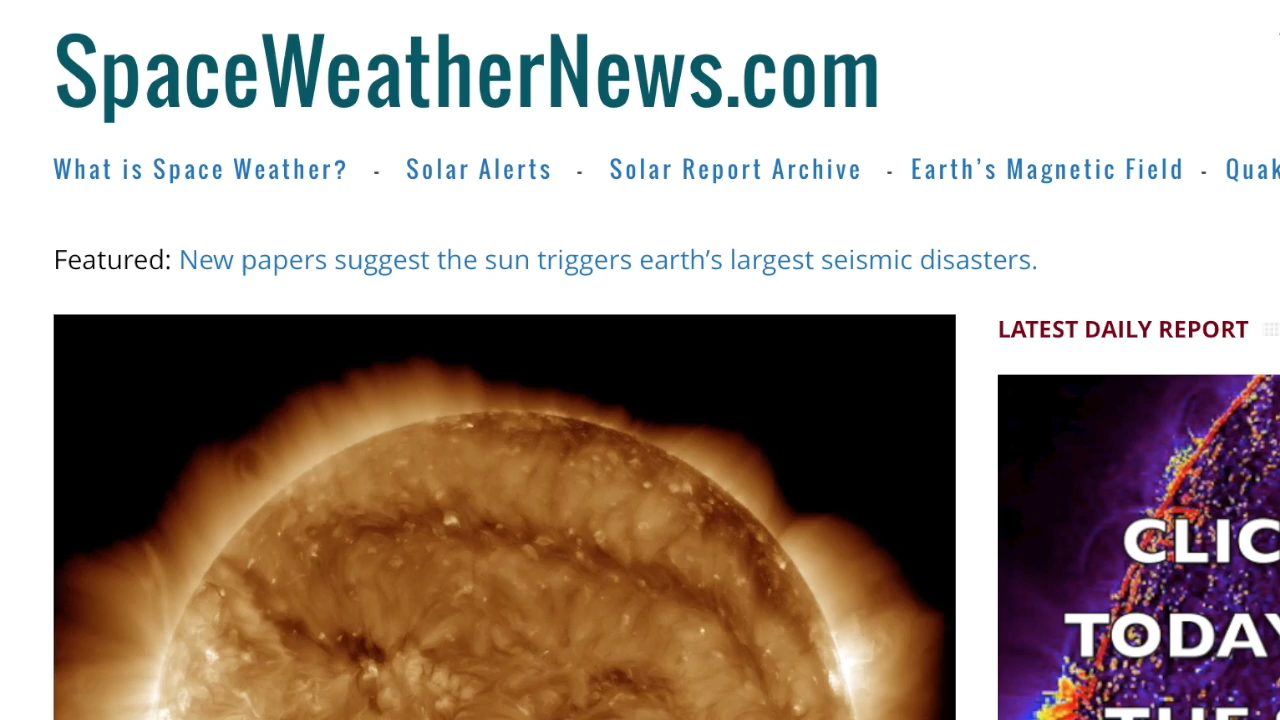 SpaceWeatherNews.com
What is Space Weather? - Solar Alerts - Solar Report Archive - Earth’s Magnetic Field -
Featured: New papers suggest the sun triggers earth’s largest seismic disasters.
LATEST DAILY REPORT